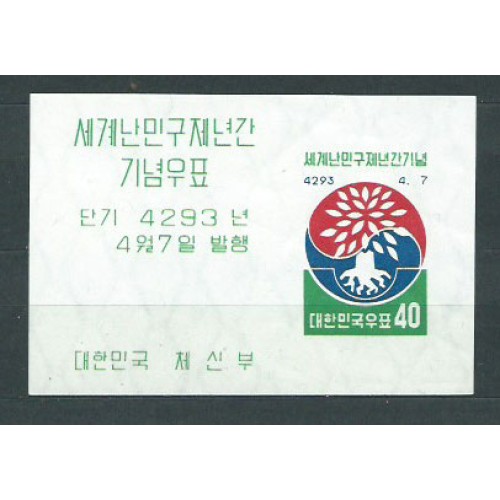 세계난민구제년간
기념우표
단기 4293 년
4월7일 발행
대한민국 체신부
세계난민구제년간기념
4293 4. 7
대한민국우표 40